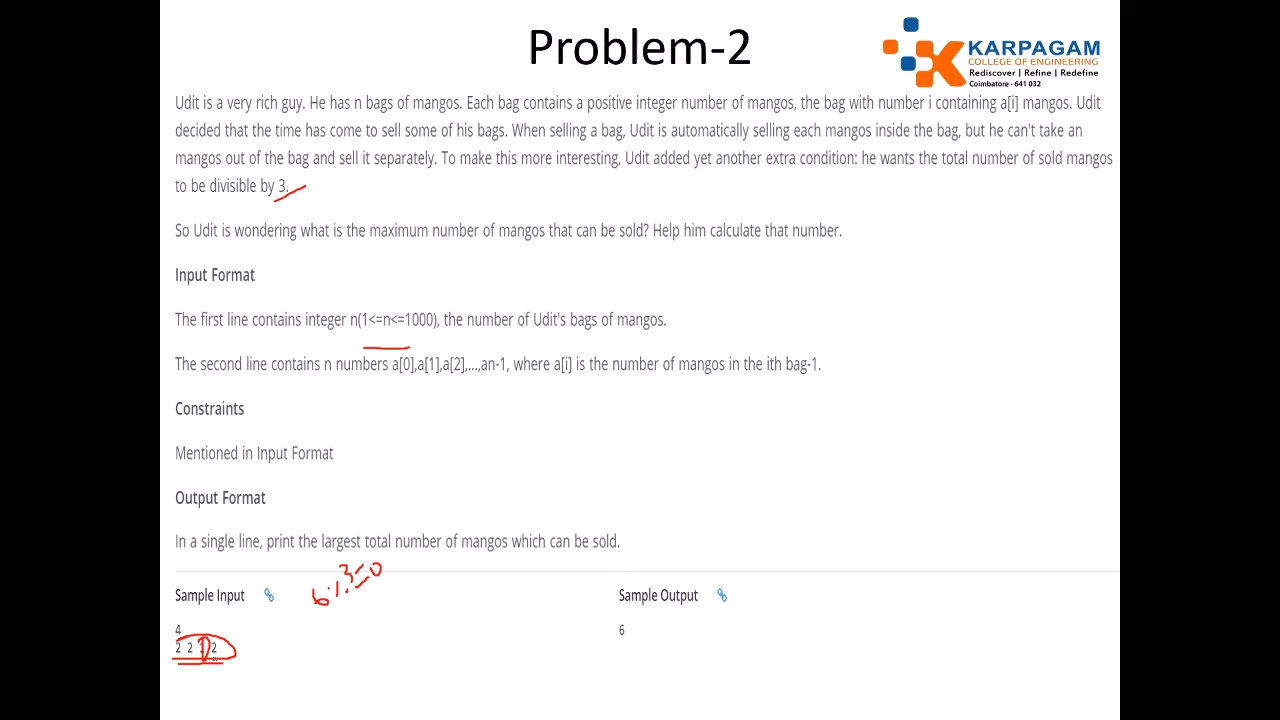 Problem-2
KARPAGAM
COLLEGE OF ENGINEERING
Rediscover | Refine | Redefine
Coimbatore - 641 032
Udit is a very rich guy. He has n bags of mangos. Each bag contains a positive integer number of mangos, the bag with number i containing a[i] mangos. Udit
decided that the time has come to sell some of his bags. When selling a bag, Udit is automatically selling each mangos inside the bag, but he can't take an
mangos out of the bag and sell it separately. To make this more interesting, Udit added yet another extra condition: he wants the total number of sold mangos
to be divisible by 3.
So Udit is wondering what is the maximum number of mangos that can be sold? Help him calculate that number.
Input Format
The first line contains integer n(1<=n<=1000), the number of Udit's bags of mangos.
The second line contains n numbers a[0],a[1],a[2],...,an-1, where a[i] is the number of mangos in the ith bag-1.
Constraints
Mentioned in Input Format
Output Format
In a single line, print the largest total number of mangos which can be sold.
6 % 3 = 0
Sample Input
Sample Output
4
6
2 2 2